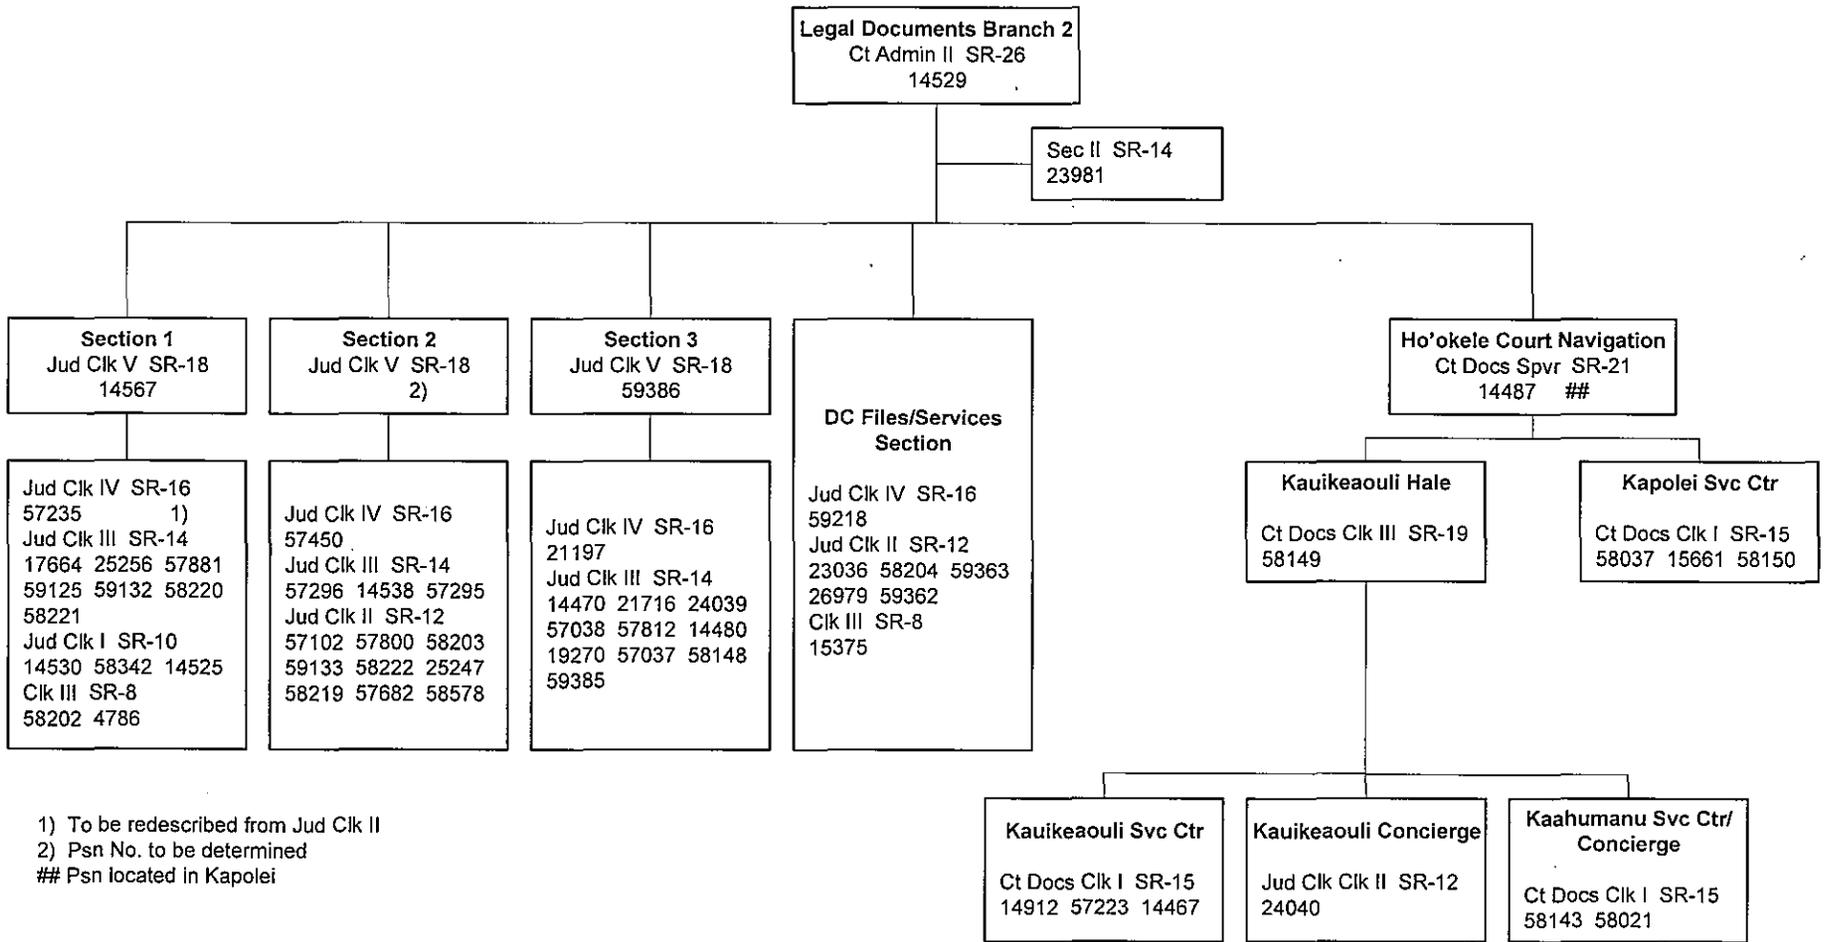 Legal Documents Branch 2
Ct Admin II SR-26
14529
Sec II SR-14
23981
Section 1
Jud Clk V SR-18
14567
Jud Clk IV SR-16
57235 1)
Jud Clk III SR-14
17664 25256 57881
59125 59132 58220
58221
Jud Clk I SR-10
14530 58342 14525
Clk III SR-8
58202 4786
Section 2
Jud Clk V SR-18
2)
Jud Clk IV SR-16
57450
Jud Clk III SR-14
57296 14538 57295
Jud Clk II SR-12
57102 57800 58203
59133 58222 25247
58219 57682 58578
Section 3
Jud Clk V SR-18
59386
Jud Clk IV SR-16
21197
Jud Clk III SR-14
14470 21716 24039
57038 57812 14480
19270 57037 58148
59385
DC Files/Services
Section
Jud Clk IV SR-16
59218
Jud Clk II SR-12
23036 58204 59363
26979 59362
Clk III SR-8
15375
Ho'okele Court Navigation
Ct Docs Spvr SR-21
14487 ##
Kauikeaouli Hale
Ct Docs Clk III SR-19
58149
Kapolei Svc Ctr
Ct Docs Clk I SR-15
58037 15661 58150
Kauikeaouli Svc Ctr
Ct Docs Clk I SR-15
14912 57223 14467
Kauikeaouli Concierge
Jud Clk Clk II SR-12
24040
Kaahumanu Svc Ctr/
Concierge
Ct Docs Clk I SR-15
58143 58021
1) To be redescribed from Jud Clk II
2) Psn No. to be determined
## Psn located in Kapolei